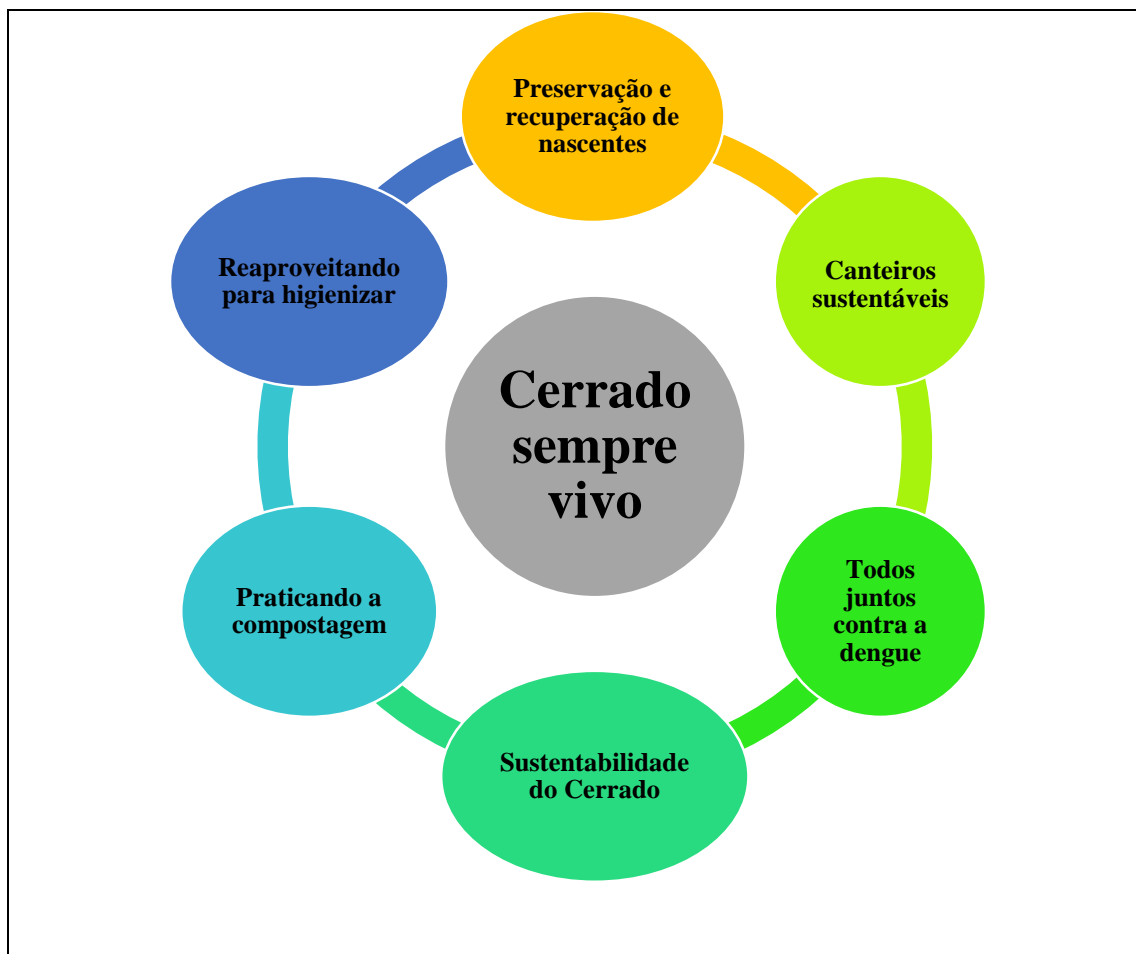 Preservação e
recuperação de
nascentes
Canteiros
sustentáveis
Todos
juntos
contra a
dengue
Sustentabilidade
do Cerrado
Praticando a
compostagem
Reaproveitando
para higienizar
Cerrado
sempre
vivo